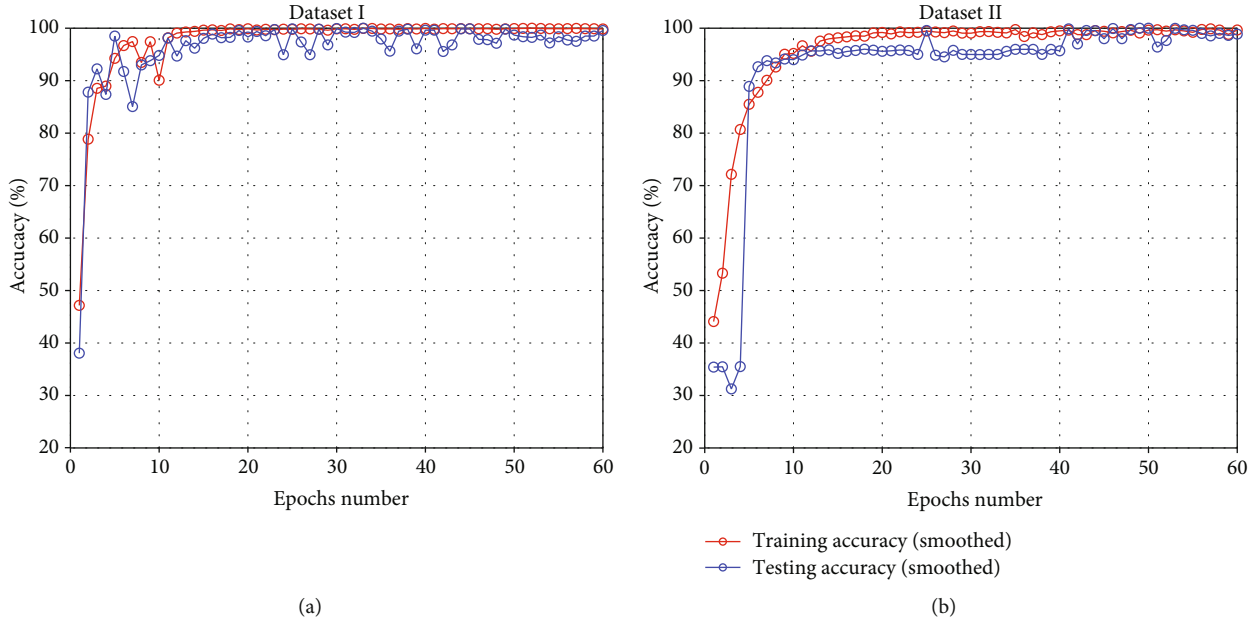 Dataset I
Accucacy (%)
100
90
80
70
60
50
40
30
20
0 10 20 30 40 50 60
Epochs number
(a)
Dataset II
Accucacy (%)
100
90
80
70
60
50
40
30
20
0 10 20 30 40 50 60
Epochs number
Training accuracy (smoothed)
Testing accuracy (smoothed)
(b)